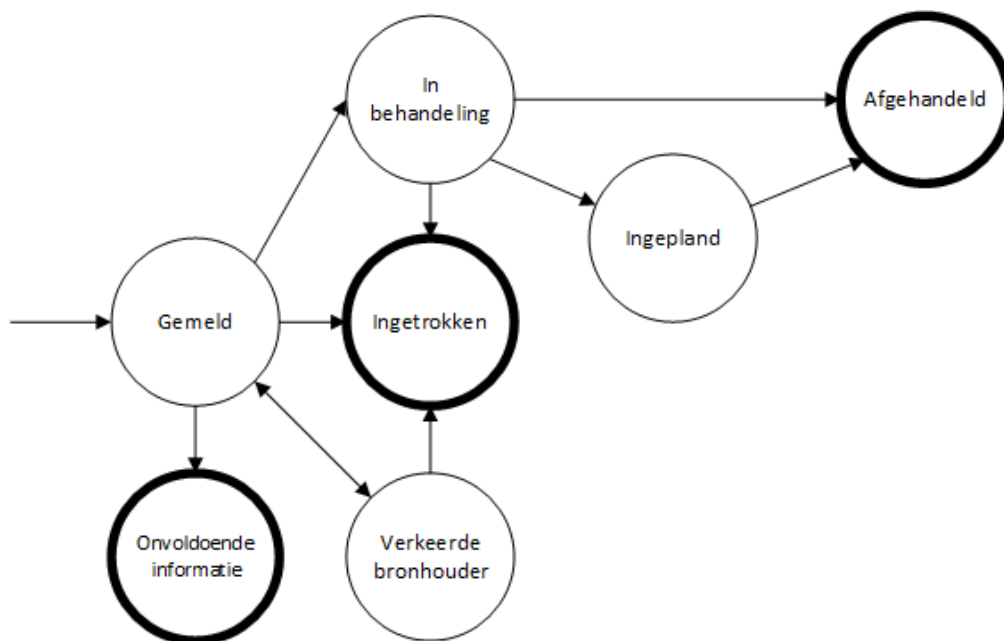 In
behandeling
Afgehandeld
Ingepland
Gemeld
Ingetrokken
Onvoldoende
informatie
Verkeerde
bronhouder